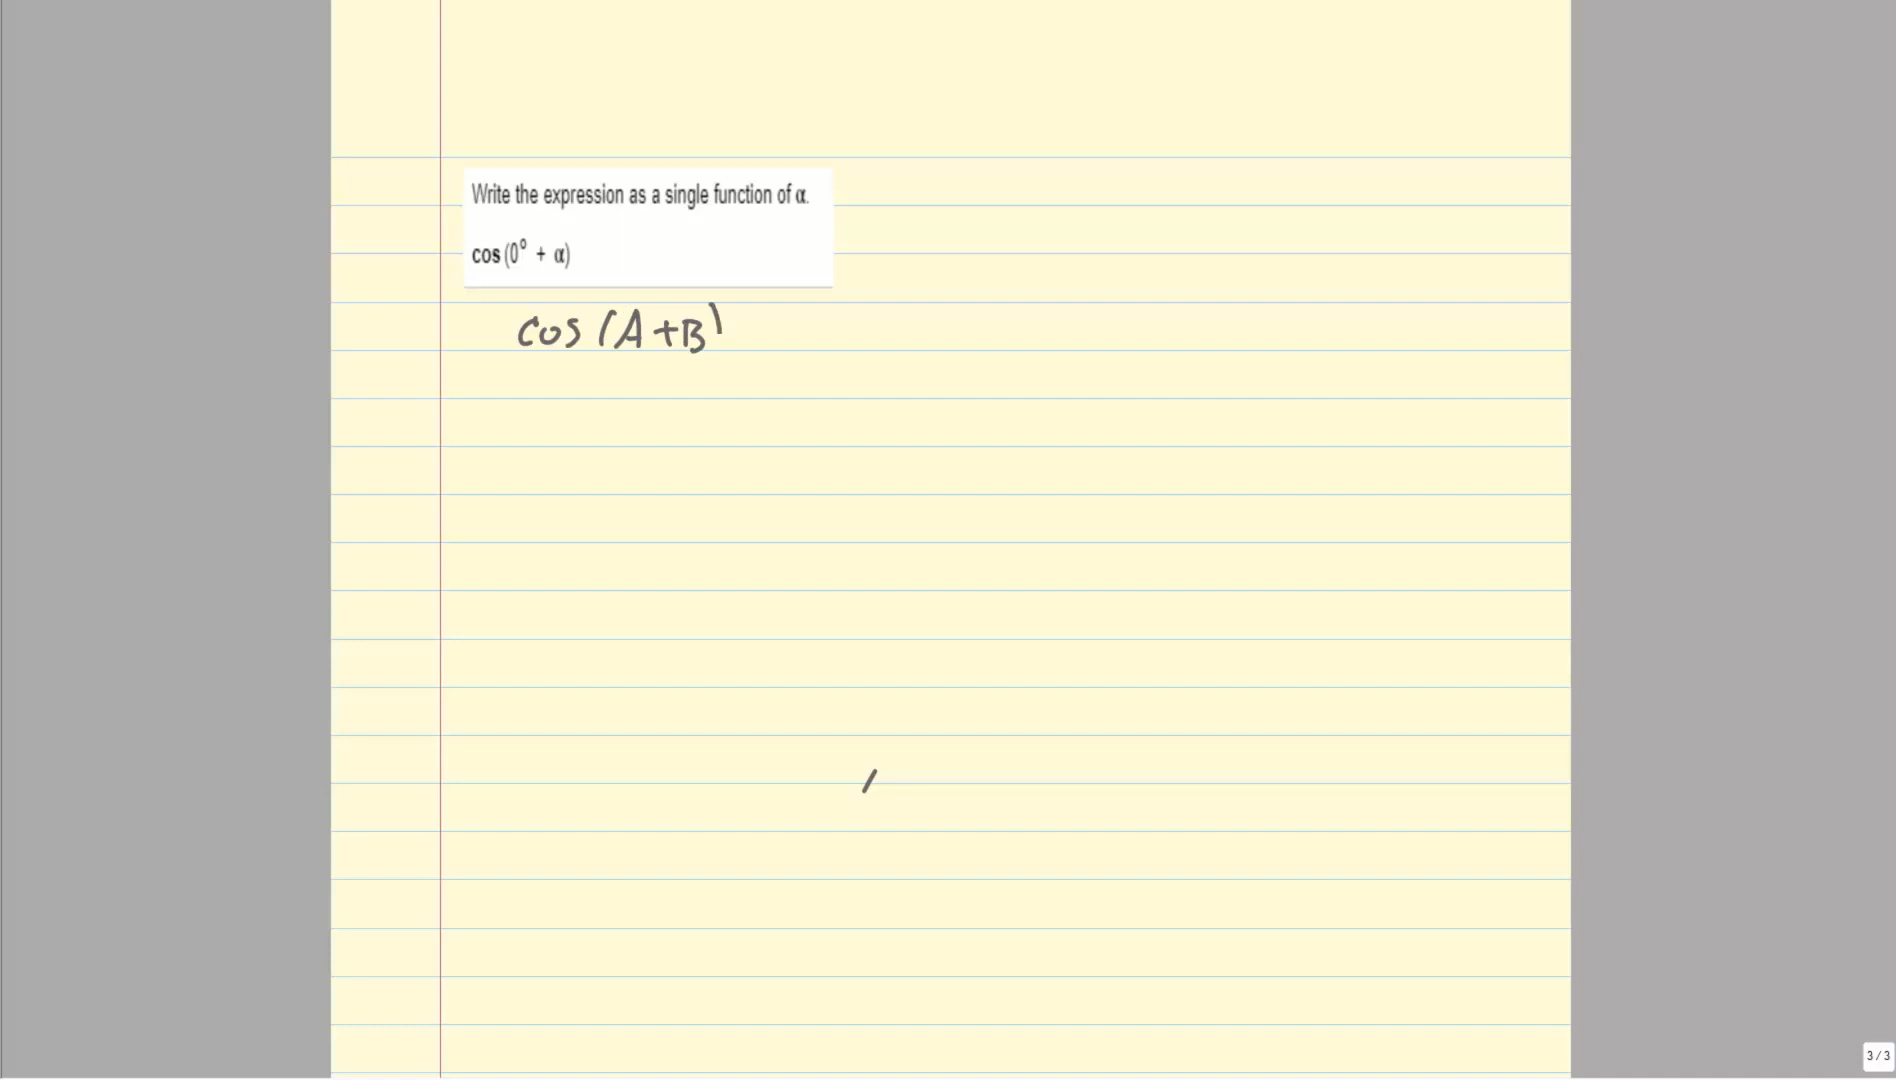 Write the expression as a single function of α.
cos (0° + α)
cos (A+B)
3 / 3